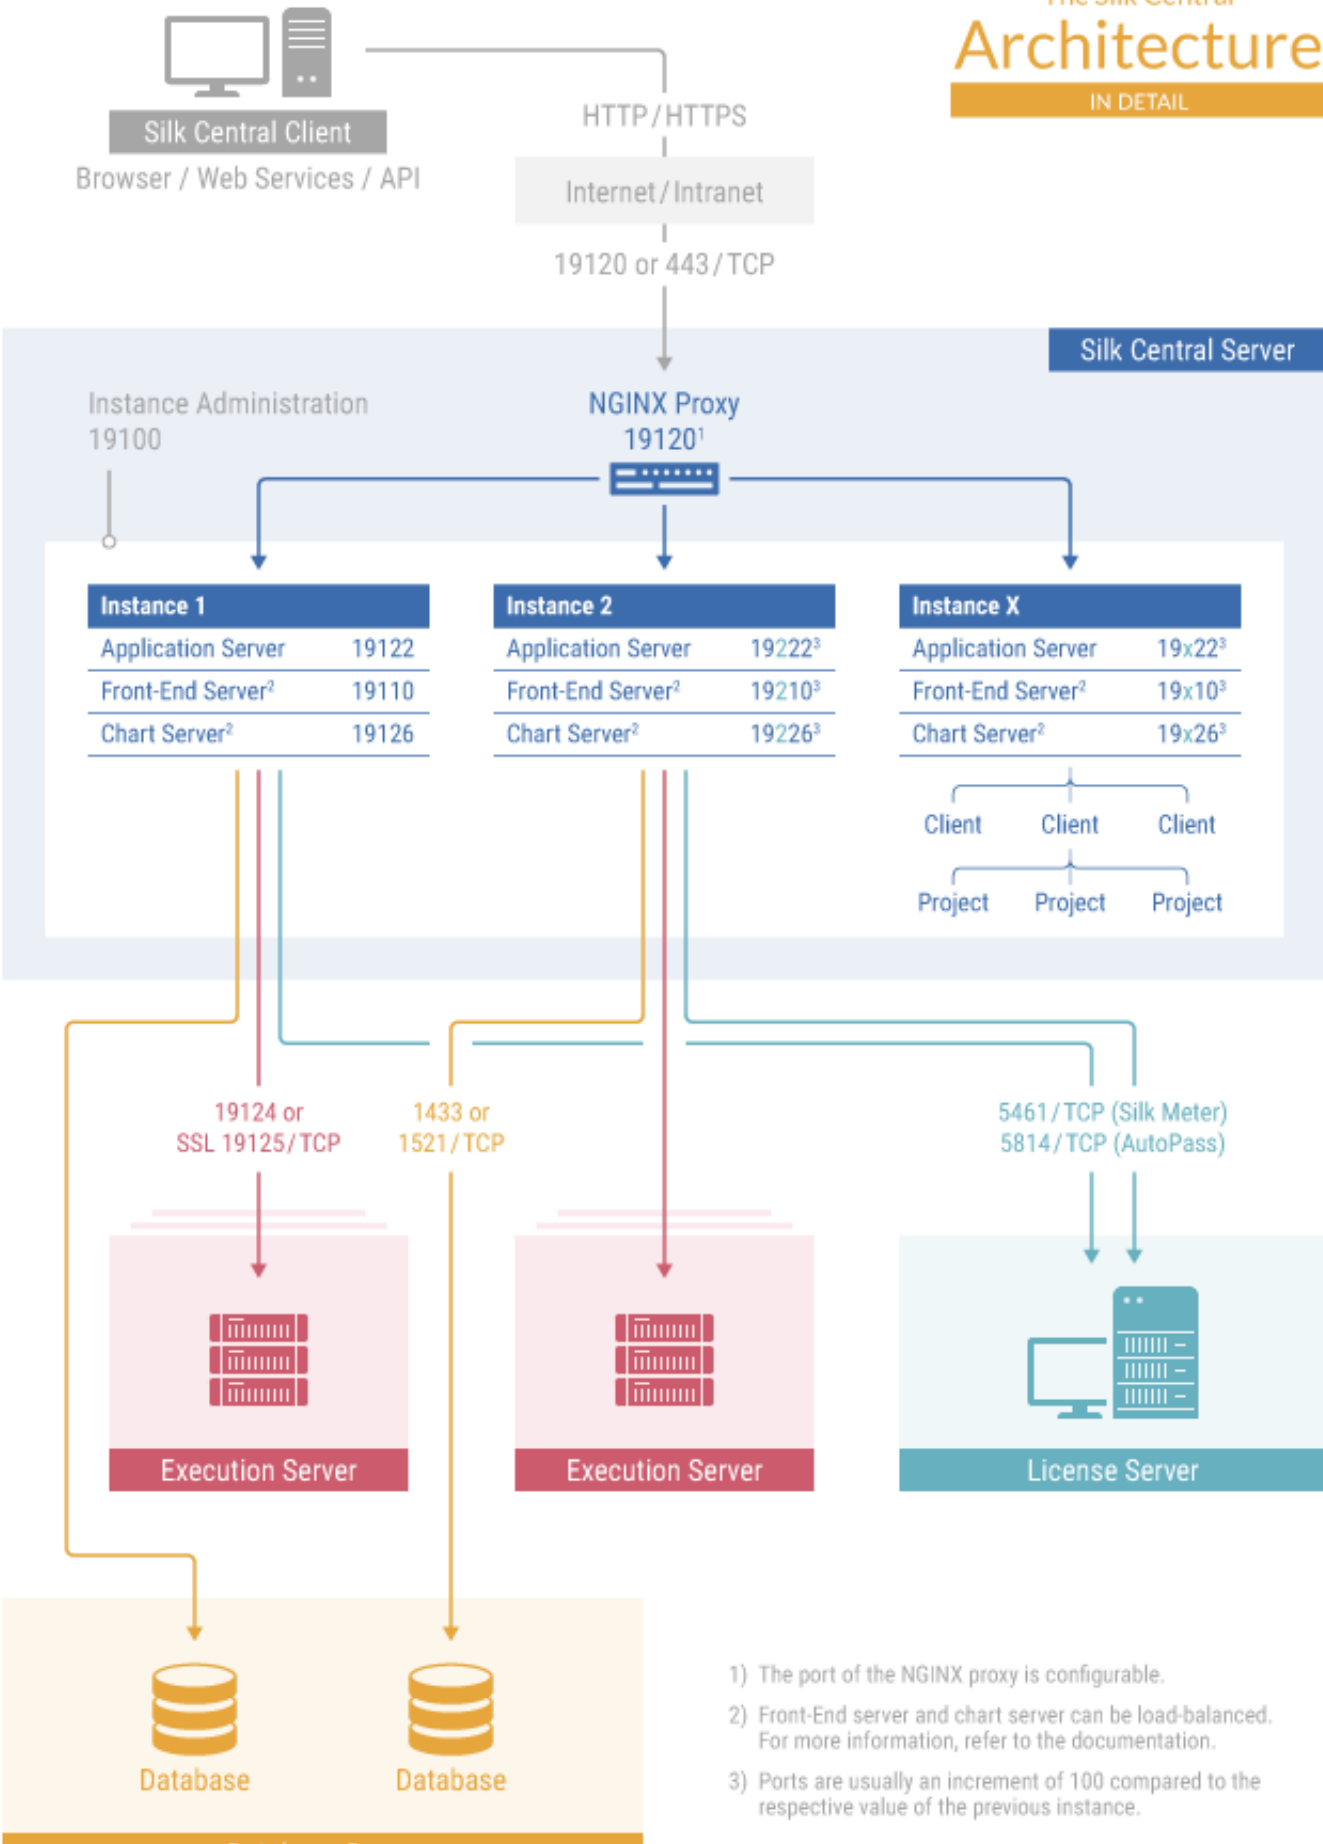 The Silk Central
Architecture
IN DETAIL
Silk Central Client
Browser / Web Services / API
HTTP/HTTPS
Internet/Intranet
19120 or 443/TCP
Silk Central Server
Instance Administration
19100
NGINX Proxy
19120¹
Instance 1
Application Server 19122
Front-End Server² 19110
Chart Server² 19126
Instance 2
Application Server 19222³
Front-End Server² 19210³
Chart Server² 19226³
Instance X
Application Server 19x22³
Front-End Server² 19x10³
Chart Server² 19x26³
Client Client Client
Project Project Project
19124 or
SSL 19125/TCP
1433 or
1521/TCP
5461/TCP (Silk Meter)
5814/TCP (AutoPass)
Execution Server
Execution Server
License Server
Database
Database
1) The port of the NGINX proxy is configurable.
2) Front-End server and chart server can be load-balanced.
For more information, refer to the documentation.
3) Ports are usually an increment of 100 compared to the
respective value of the previous instance.